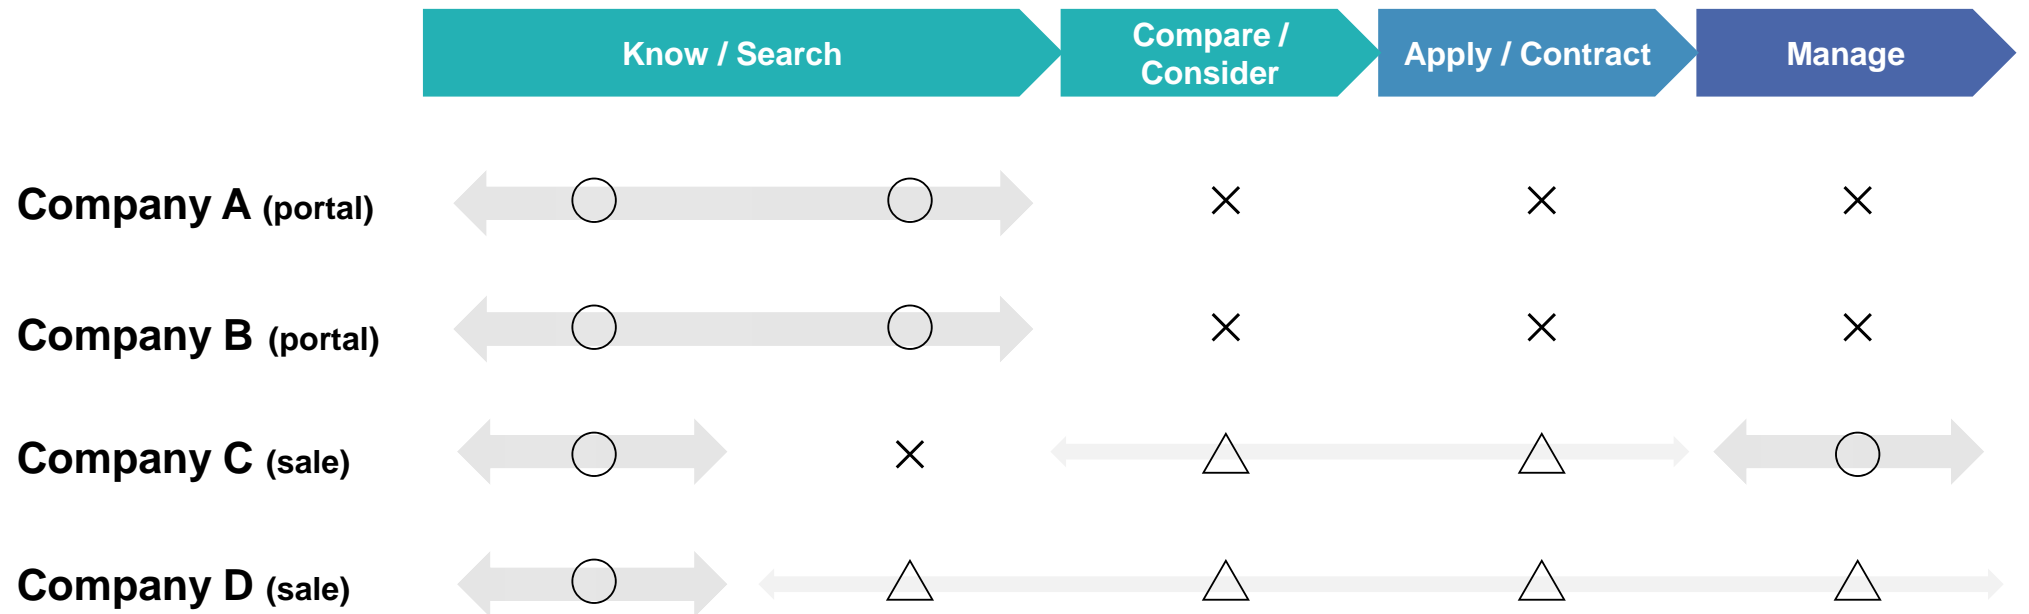 Know / Search
Compare /
Consider
Apply / Contract
Manage
Company A (portal)
Company B (portal)
Company C (sale)
Company D (sale)